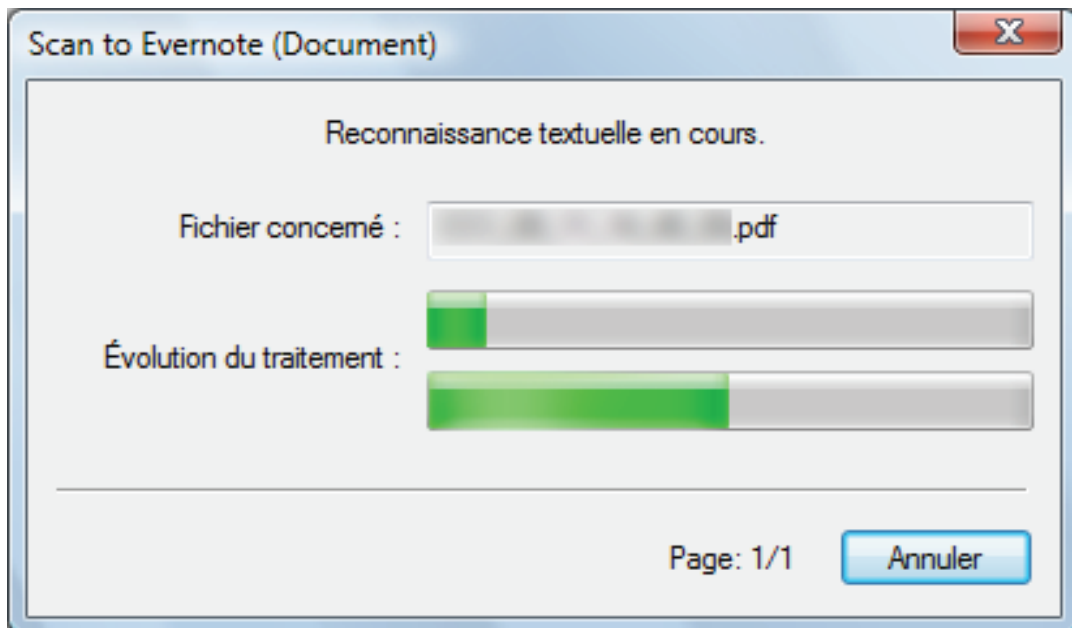 Scan to Evernote (Document)
Reconnaissance textuelle en cours.
Fichier concerné : .pdf
Évolution du traitement :
Page: 1/1 Annuler